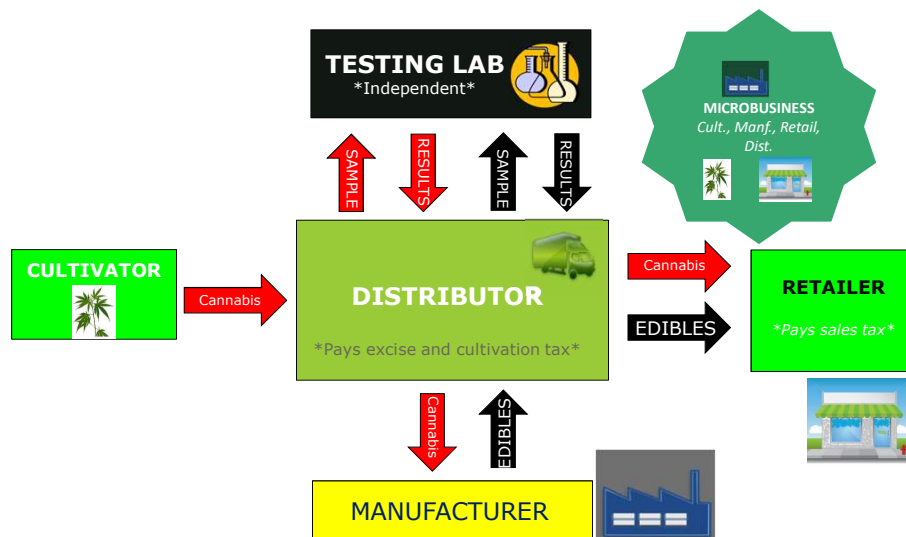 TESTING LAB
*Independent*
MICROBUSINESS
Cult., Manf., Retail,
Dist.
SAMPLE
RESULTS
SAMPLE
RESULTS
CULTIVATOR
Cannabis
DISTRIBUTOR
*Pays excise and cultivation tax*
Cannabis
EDIBLES
RETAILER
*Pays sales tax*
Cannabis
EDIBLES
MANUFACTURER